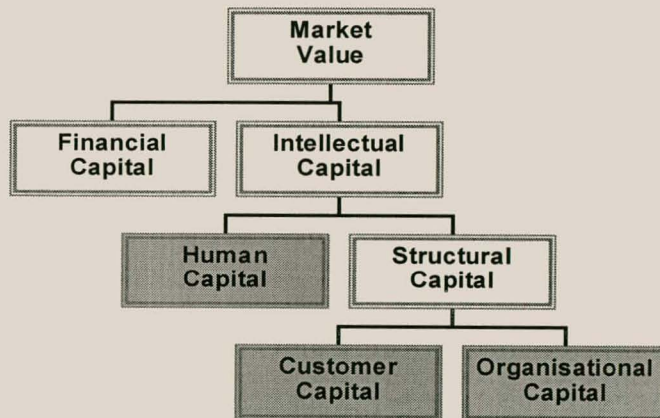 Market
Value
Financial
Capital
Intellectual
Capital
Human
Capital
Structural
Capital
Customer
Capital
Organisational
Capital